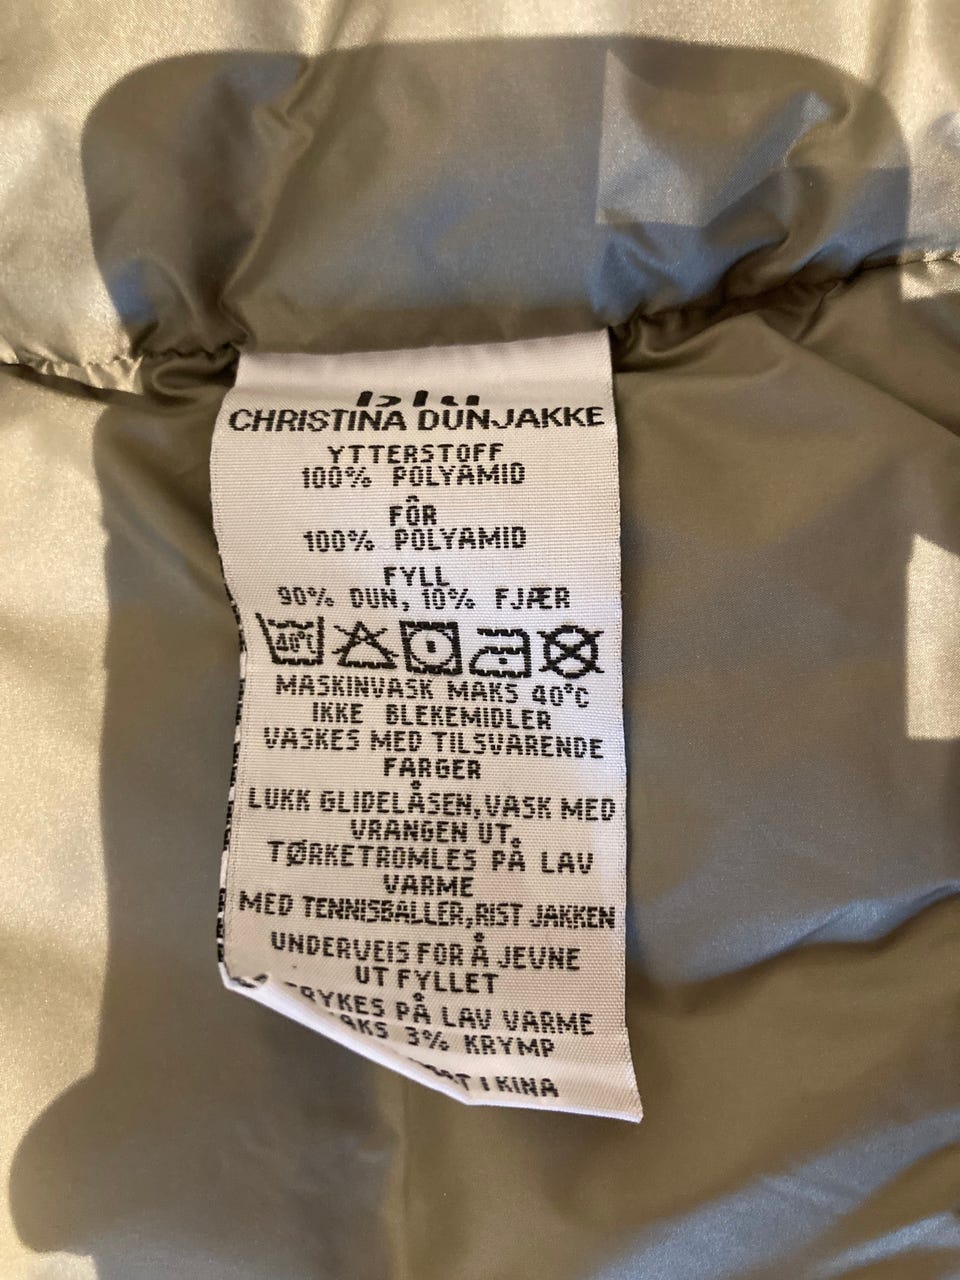 CHRISTINA DUNJAKKE
YTTERSTOFF
100% POLYAMID
FÔR
100% POLYAMID
FYLL
90% DUN, 10% FJÆR
40°C
MASKINVASK MAKS 40°C
IKKE BLEKEMIDLER
VASKES MED TILSVARENDE
FARGER
LUKK GLIDELÅSEN, VASK MED
VRANGEN UT.
TØRKETROMLES PÅ LAV
VARME
MED TENNISBALLER, RIST JAKKEN
UNDERVEIS FOR Å JEVNE
UT FYLLET
PÅ LAV VARME
3% KRYMP
I KINA